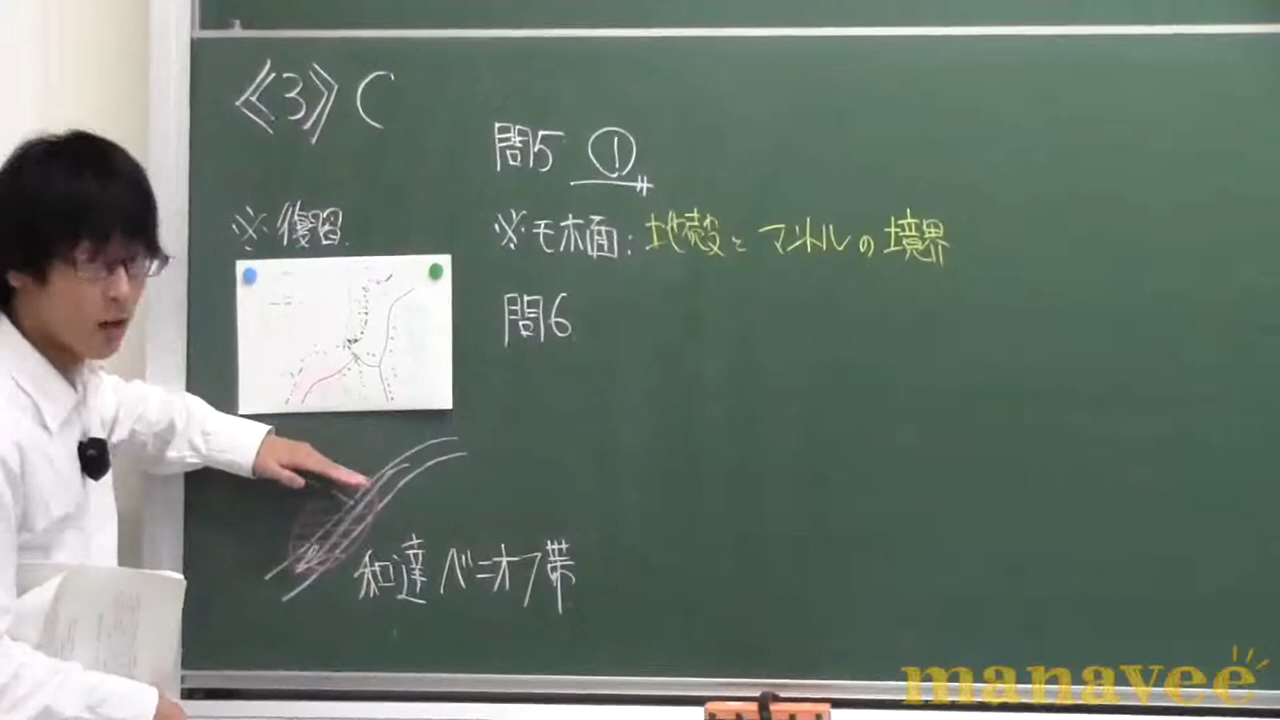 《3》C
問5 ①
※復習
※モホ面:地殻とマントルの境界
問6
和達ベニオフ帯
manavee